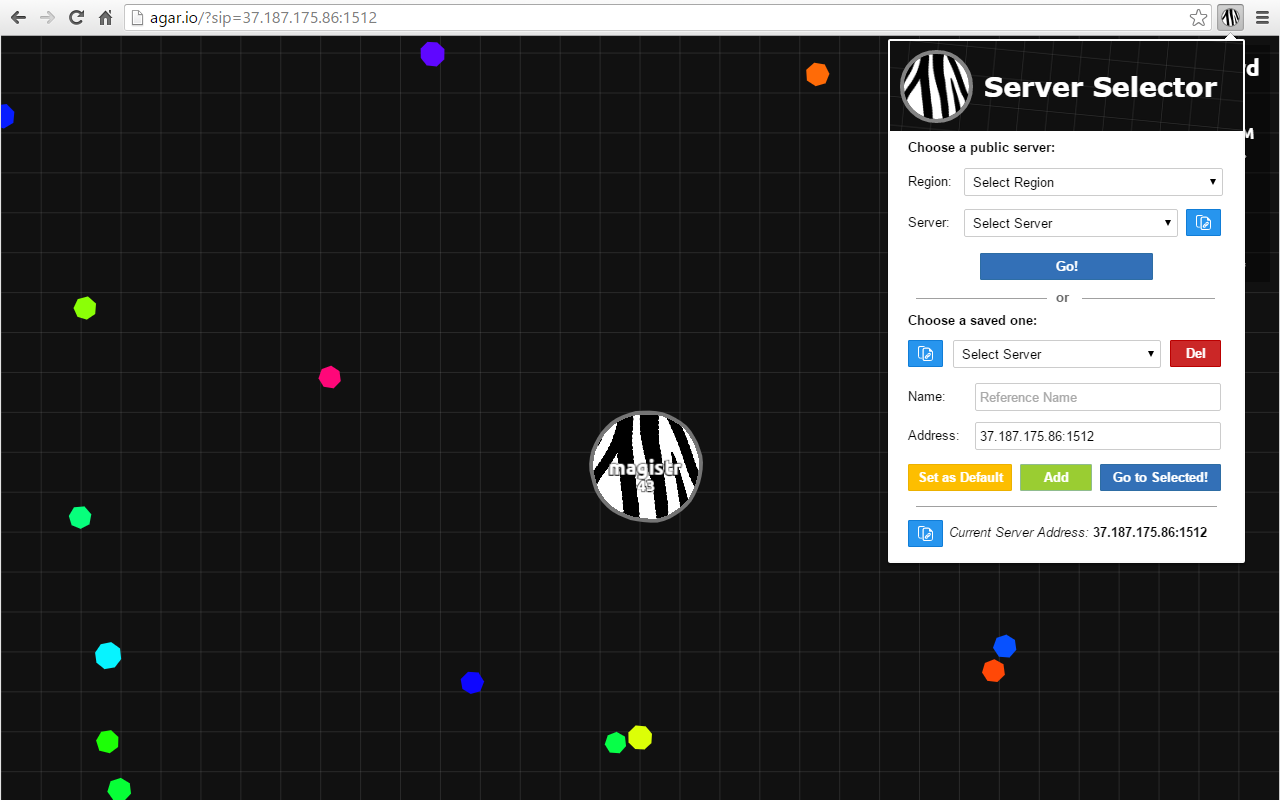 agar.io/?sip=37.187.175.86:1512
Server Selector
rd
Choose a public server:
M
Region: Select Region
Server: Select Server
Go!
or
Choose a saved one:
Select Server Del
Name: Reference Name
magistr
43
Address: 37.187.175.86:1512
Set as Default Add Go to Selected!
Current Server Address: 37.187.175.86:1512